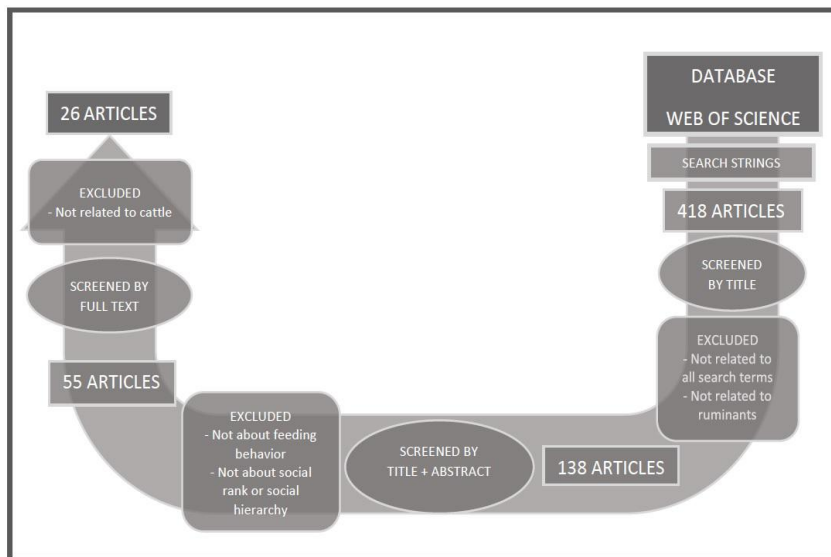 DATABASE
WEB OF SCIENCE
SEARCH STRINGS
418 ARTICLES
SCREENED
BY TITLE
EXCLUDED
- Not related to
all search terms
- Not related to
ruminants
138 ARTICLES
SCREENED BY
TITLE + ABSTRACT
EXCLUDED
- Not about feeding
behavior
- Not about social
rank or social
hierarchy
55 ARTICLES
SCREENED BY
FULL TEXT
EXCLUDED
- Not related to cattle
26 ARTICLES